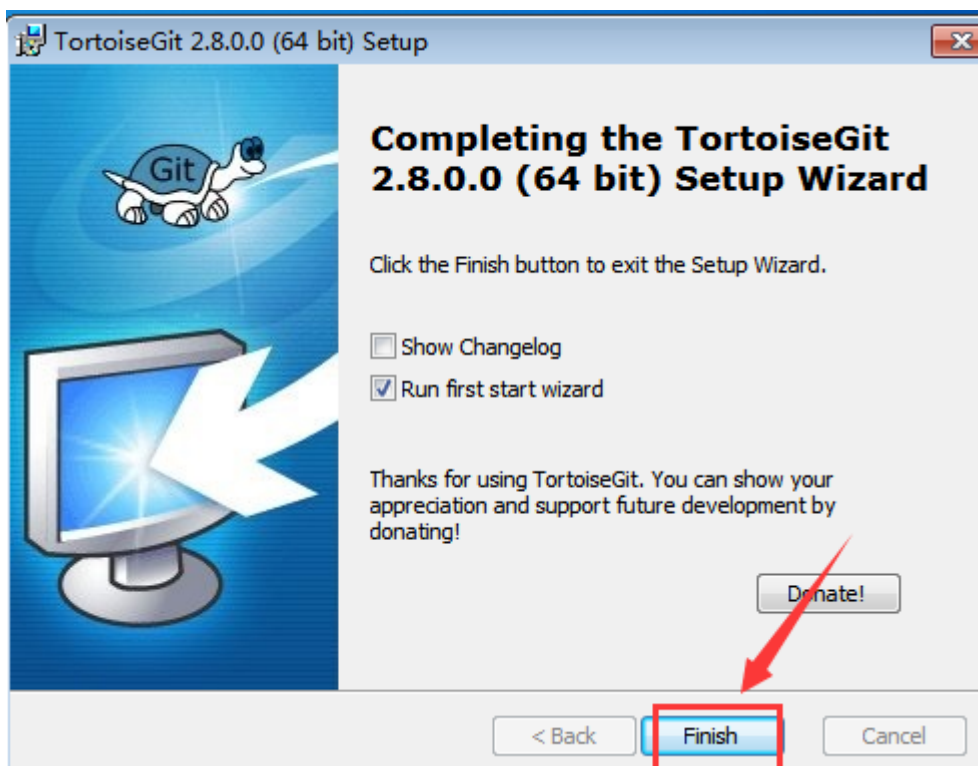 TortoiseGit 2.8.0.0 (64 bit) Setup
Git
Completing the TortoiseGit
2.8.0.0 (64 bit) Setup Wizard
Click the Finish button to exit the Setup Wizard.
Show Changelog
Run first start wizard
Thanks for using TortoiseGit. You can show your
appreciation and support future development by
donating!
Donate!
< Back
Finish
Cancel